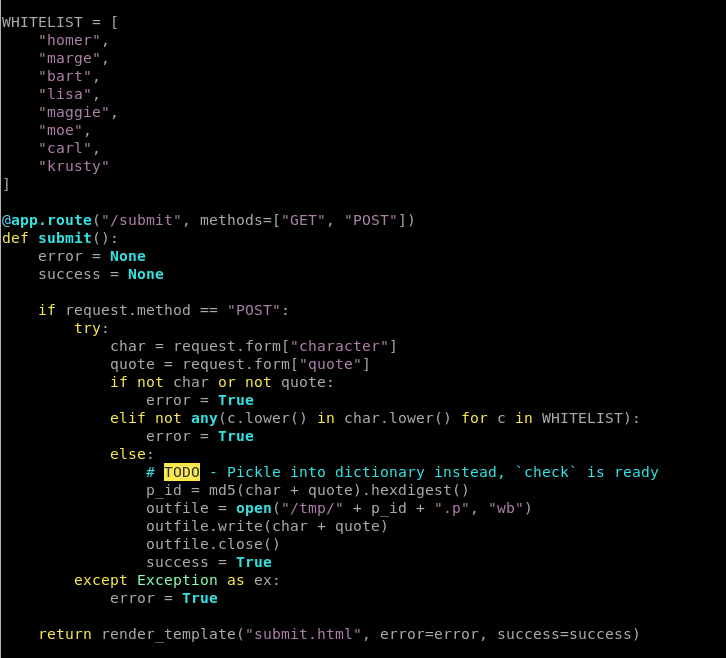 WHITELIST = [
    "homer",
    "marge",
    "bart",
    "lisa",
    "maggie",
    "moe",
    "carl",
    "krusty"
]

@app.route("/submit", methods=["GET", "POST"])
def submit():
    error = None
    success = None

    if request.method == "POST":
        try:
            char = request.form["character"]
            quote = request.form["quote"]
            if not char or not quote:
                error = True
            elif not any(c.lower() in char.lower() for c in WHITELIST):
                error = True
            else:
                # TODO - Pickle into dictionary instead, `check` is ready
                p_id = md5(char + quote).hexdigest()
                outfile = open("/tmp/" + p_id + ".p", "wb")
                outfile.write(char + quote)
                outfile.close()
                success = True
        except Exception as ex:
            error = True

    return render_template("submit.html", error=error, success=success)